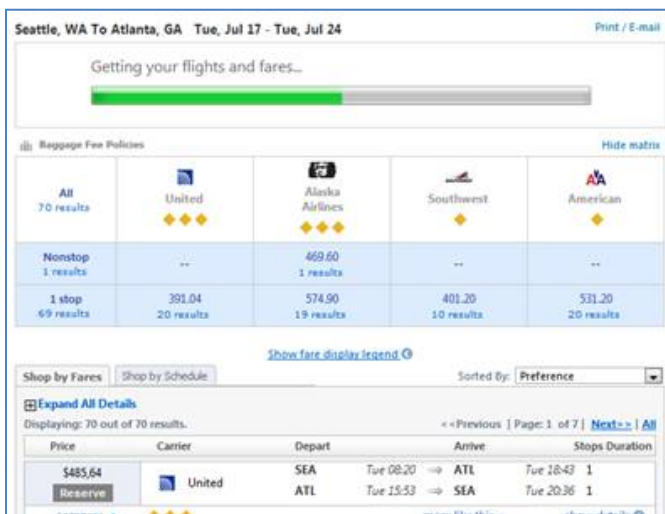 Seattle, WA To Atlanta, GA Tue, Jul 17 - Tue, Jul 24 Print / E-mail
Getting your flights and fares...
Baggage Fee Policies Hide matrix
All
70 results
United
Alaska
Airlines
Southwest
AA
American
Nonstop
1 results
--
469.60
1 results
--
--
1 stop
69 results
391.04
20 results
574.90
19 results
401.20
10 results
531.20
20 results
Show fare display legend
Shop by Fares Shop by Schedule Sorted By: Preference
Expand All Details
Displaying: 70 out of 70 results. <<Previous | Page: 1 of 7 | Next>> | All
Price Carrier Depart Arrive Stops Duration
$485,64
Reserve
United
SEA Tue 08:20 ⇒ ATL Tue 18:43 1
ATL Tue 15:53 ⇒ SEA Tue 20:36 1
more like this show details